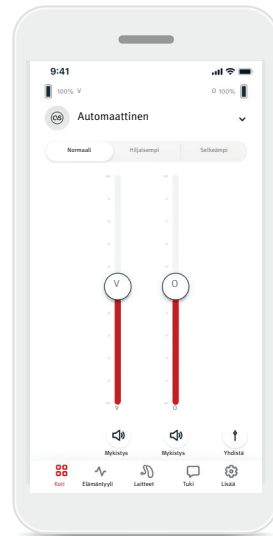 9:41
100% V
O 100%
Automaattinen
Normaali Hiljaisempi Selkeämpi
V O
V O
Mykistys Mykistys Yhdistä
Koti Elämäntyyli Laitteet Tuki Lisää